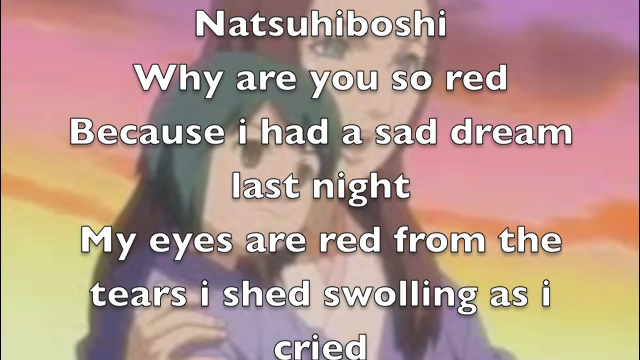 Natsuhiboshi
Why are you so red
Because i had a sad dream
last night
My eyes are red from the
tears i shed swolling as i
cried